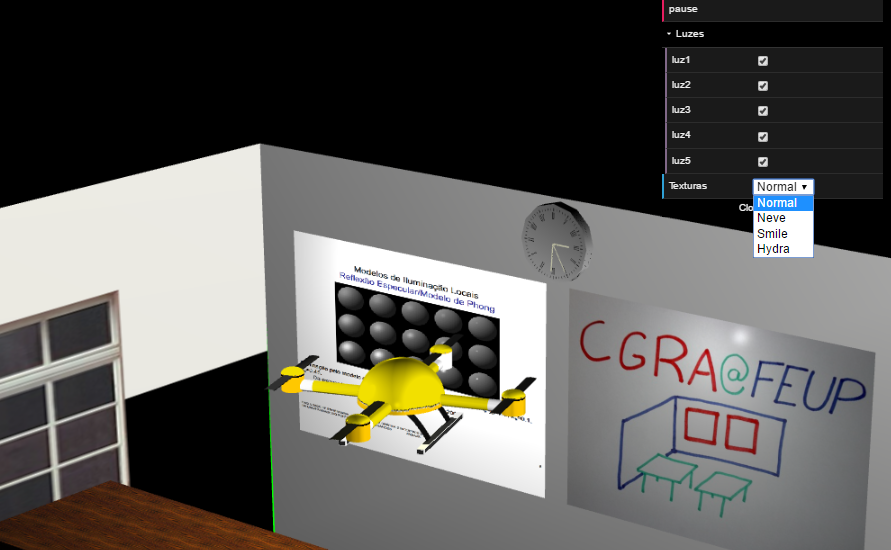 pause
Luzes
luz1
luz2
luz3
luz4
luz5
Texturas
Normal
Normal
Neve
Smile
Hydra
Clo
Modelos de Iluminação Locais
Reflexão Especular/Modelo de Phong
CGRA@FEUP